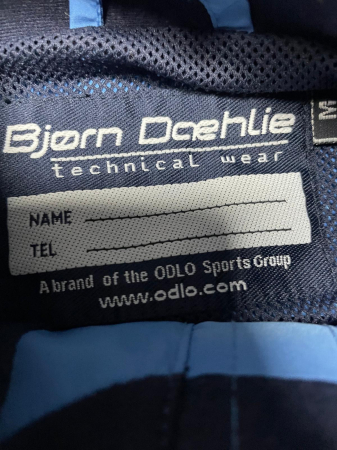 Bjørn Dæhlie
technical wear
M
NAME
TEL
A brand of the ODLO Sports Group
www.odlo.com